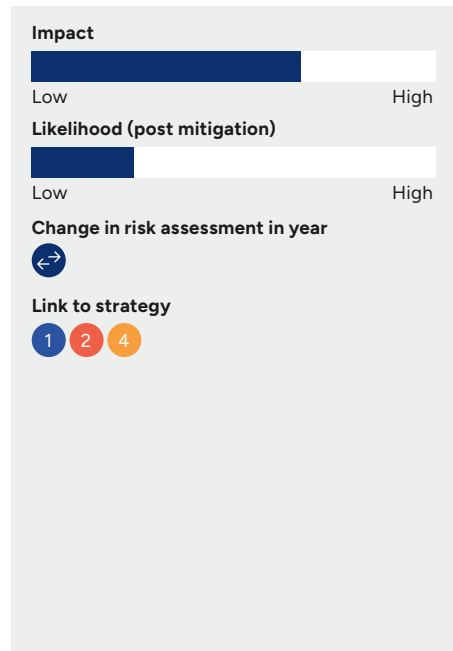 Impact
Low High
Likelihood (post mitigation)
Low High
Change in risk assessment in year
Link to strategy
1 2 4